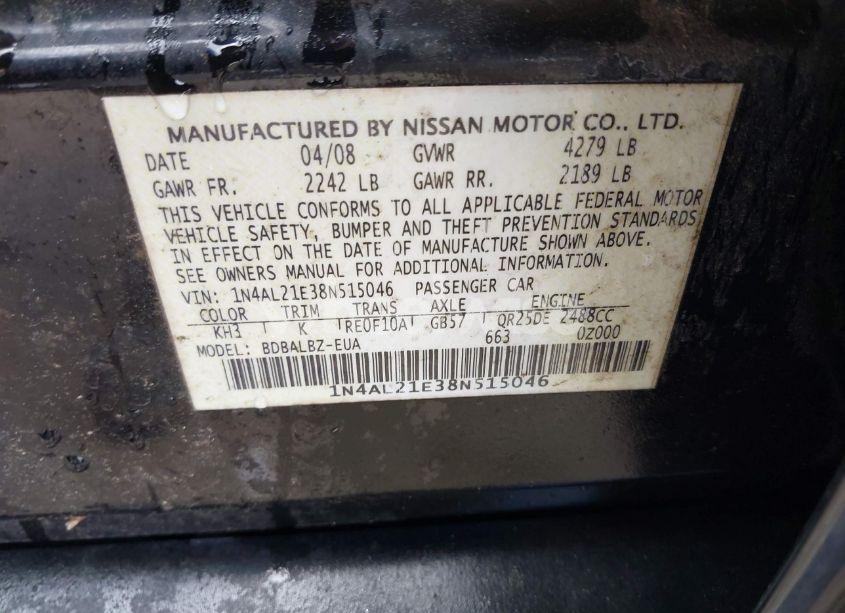 MANUFACTURED BY NISSAN MOTOR CO., LTD.
DATE 04/08 GVWR 4279 LB
GAWR FR. 2242 LB GAWR RR. 2189 LB
THIS VEHICLE CONFORMS TO ALL APPLICABLE FEDERAL MOTOR
VEHICLE SAFETY, BUMPER AND THEFT PREVENTION STANDARDS
IN EFFECT ON THE DATE OF MANUFACTURE SHOWN ABOVE.
SEE OWNERS MANUAL FOR ADDITIONAL INFORMATION.
VIN: 1N4AL21E38N515046 PASSENGER CAR
COLOR TRIM TRANS AXLE ENGINE
KH3 K RE0F10A GB57 QR25DE 2488CC
MODEL: BDBALBZ-EUA 663 0Z000
1N4AL21E38N515046